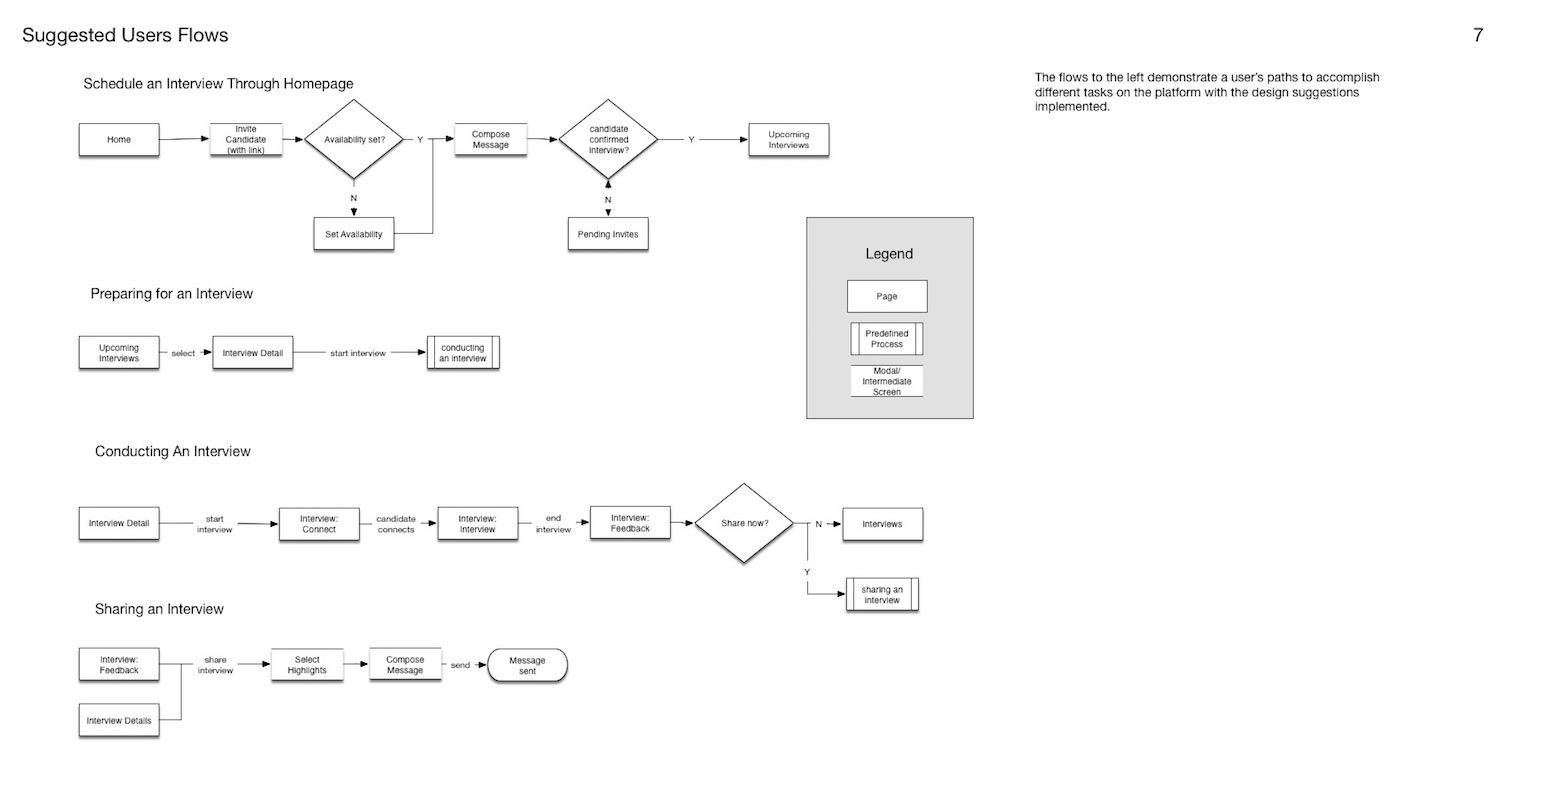 Suggested Users Flows
7
Schedule an Interview Through Homepage
The flows to the left demonstrate a user's paths to accomplish
different tasks on the platform with the design suggestions
implemented.
Home
Invite
Candidate
(with link)
Availability set?
Y
Compose
Message
candidate
confirmed
interview?
Y
Upcoming
Interviews
N
N
Set Availability
Pending Invites
Legend
Page
Predefined
Process
Modal/
Intermediate
Screen
Preparing for an Interview
Upcoming
Interviews
select
Interview Detail
start interview
conducting
an interview
Conducting An Interview
Interview Detail
start
interview
Interview:
Connect
candidate
connects
Interview:
Interview
end
interview
Interview:
Feedback
Share now?
N
Interviews
Y
sharing an
interview
Sharing an Interview
Interview:
Feedback
share
interview
Select
Highlights
Compose
Message
send
Message
sent
Interview Details